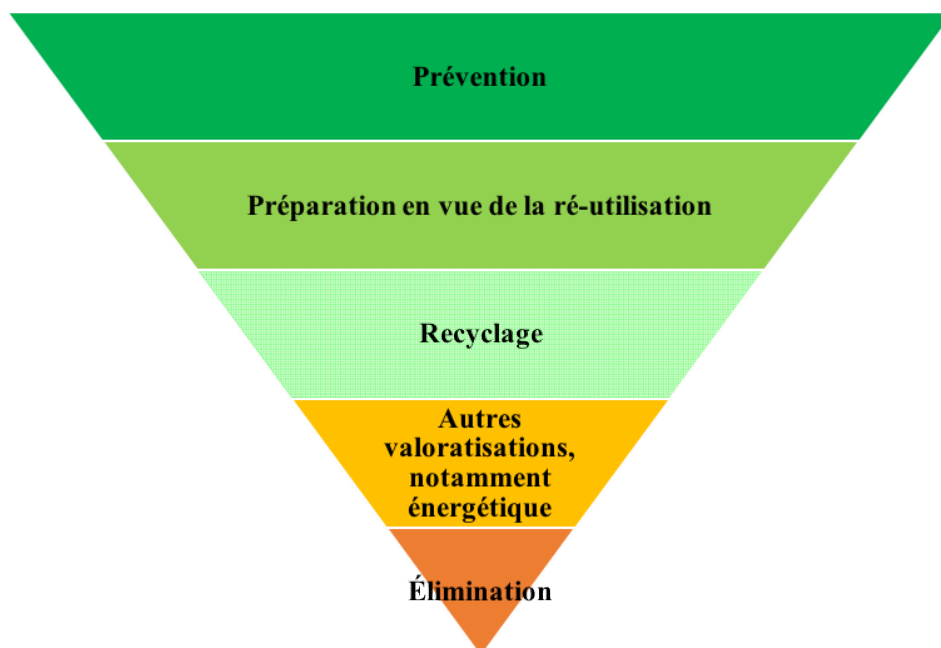 Prévention
Préparation en vue de la ré-utilisation
Recyclage
Autres
valoratisations,
notamment
énergétique
Élimination